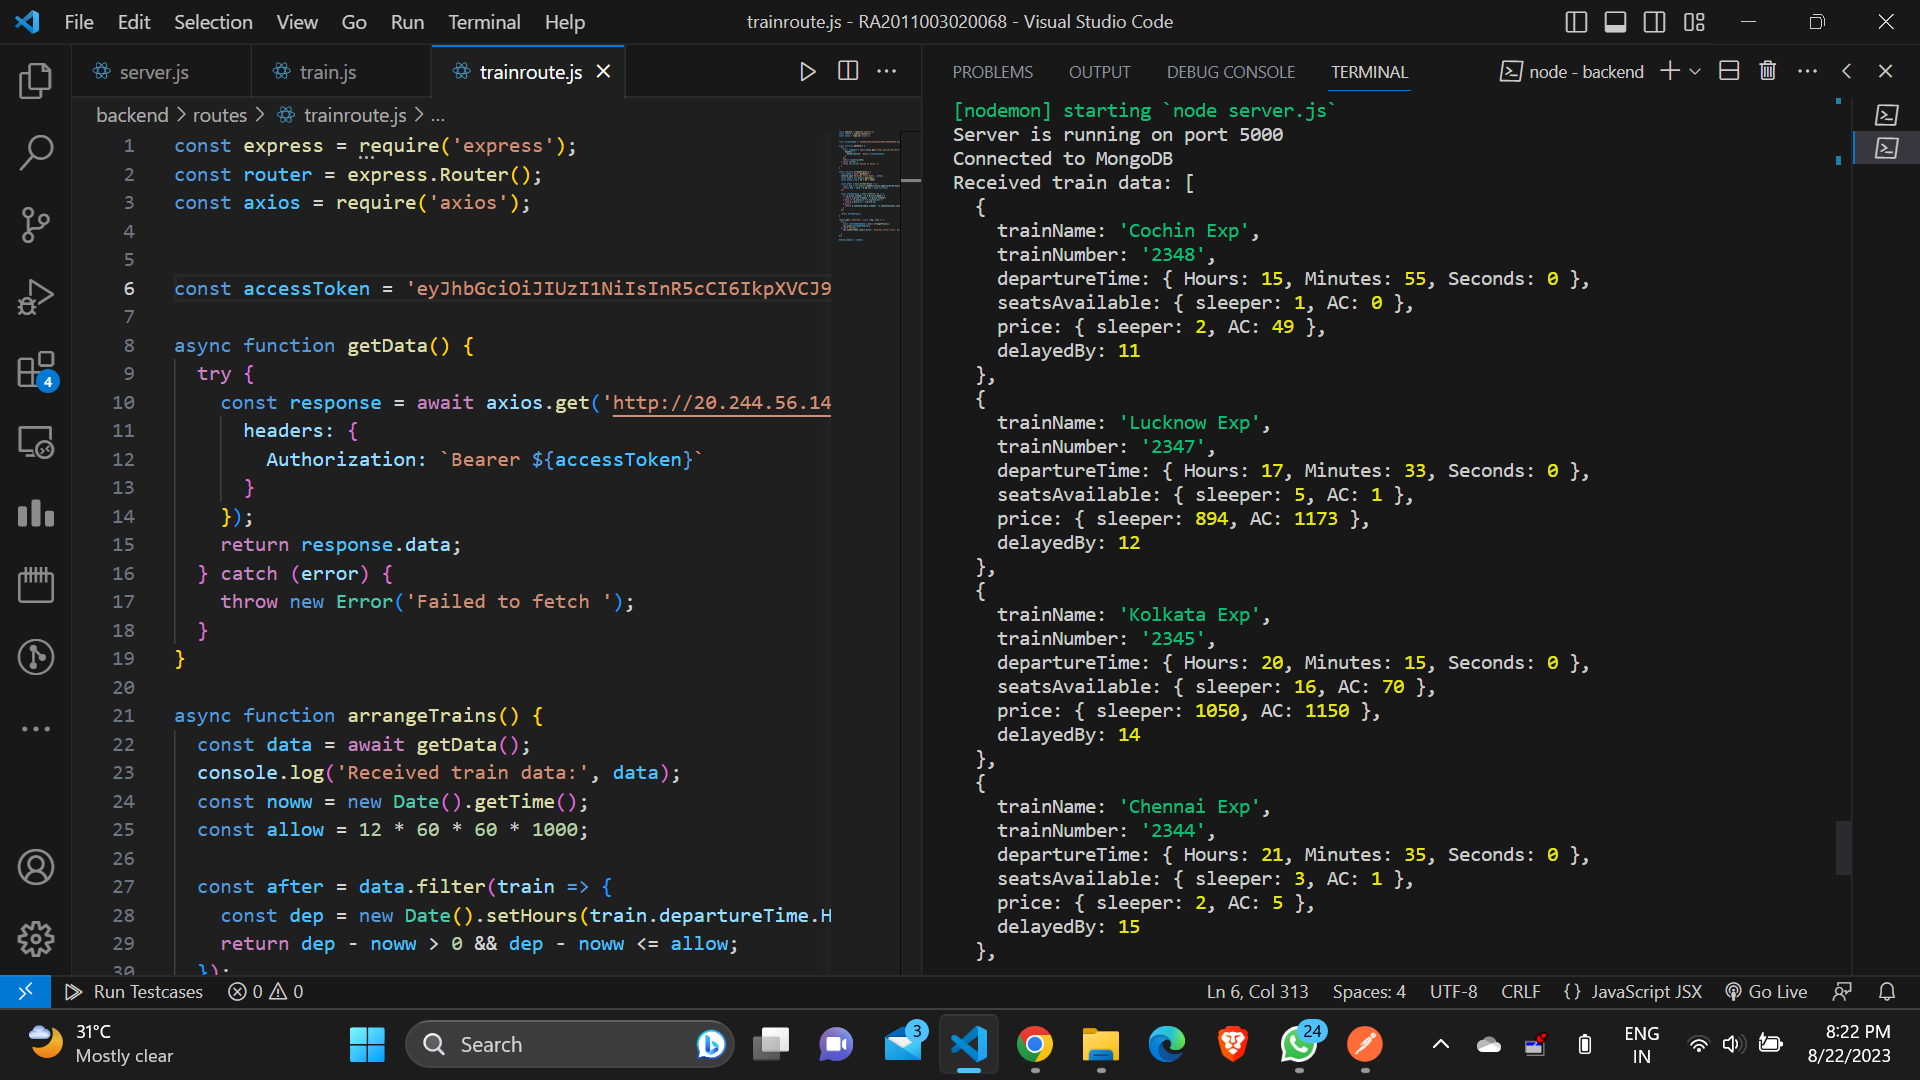 File Edit Selection View Go Run Terminal Help
trainroute.js - RA2011003020068 - Visual Studio Code
server.js
train.js
trainroute.js
backend > routes > trainroute.js > ...
1 const express = require('express');
2 const router = express.Router();
3 const axios = require('axios');
4
5
6 const accessToken = 'eyJhbGciOiJIUzI1NiIsInR5cCI6IkpXVCJ9
7
8 async function getData() {
9 try {
10 const response = await axios.get('http://20.244.56.14
11 headers: {
12 Authorization: `Bearer ${accessToken}`
13 }
14 });
15 return response.data;
16 } catch (error) {
17 throw new Error('Failed to fetch ');
18 }
19 }
20
21 async function arrangeTrains() {
22 const data = await getData();
23 console.log('Received train data:', data);
24 const noww = new Date().getTime();
25 const allow = 12 * 60 * 60 * 1000;
26
27 const after = data.filter(train => {
28 const dep = new Date().setHours(train.departureTime.H
29 return dep - noww > 0 && dep - noww <= allow;
30 });
PROBLEMS OUTPUT DEBUG CONSOLE TERMINAL
node - backend
[nodemon] starting `node server.js`
Server is running on port 5000
Connected to MongoDB
Received train data: [
{
trainName: 'Cochin Exp',
trainNumber: '2348',
departureTime: { Hours: 15, Minutes: 55, Seconds: 0 },
seatsAvailable: { sleeper: 1, AC: 0 },
price: { sleeper: 2, AC: 49 },
delayedBy: 11
},
{
trainName: 'Lucknow Exp',
trainNumber: '2347',
departureTime: { Hours: 17, Minutes: 33, Seconds: 0 },
seatsAvailable: { sleeper: 5, AC: 1 },
price: { sleeper: 894, AC: 1173 },
delayedBy: 12
},
{
trainName: 'Kolkata Exp',
trainNumber: '2345',
departureTime: { Hours: 20, Minutes: 15, Seconds: 0 },
seatsAvailable: { sleeper: 16, AC: 70 },
price: { sleeper: 1050, AC: 1150 },
delayedBy: 14
},
{
trainName: 'Chennai Exp',
trainNumber: '2344',
departureTime: { Hours: 21, Minutes: 35, Seconds: 0 },
seatsAvailable: { sleeper: 3, AC: 1 },
price: { sleeper: 2, AC: 5 },
delayedBy: 15
},
4
Run Testcases 0 0
Ln 6, Col 313 Spaces: 4 UTF-8 CRLF {} JavaScript JSX Go Live
31°C
Mostly clear
Search
3
24
ENG
IN
8:22 PM
8/22/2023